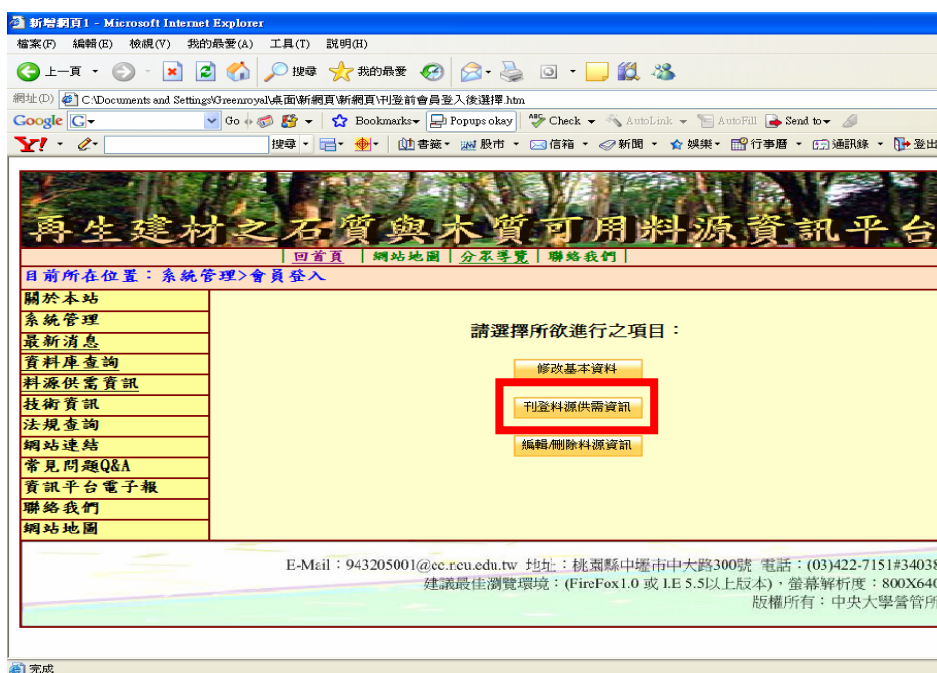 新增網頁1 - Microsoft Internet Explorer
檔案(F) 編輯(E) 檢視(V) 我的最愛(A) 工具(T) 說明(H)
上一頁 搜尋 我的最愛
網址(D) C:\Documents and Settings\Greenroyal\桌面\新網頁\新網頁\刊登前會員登入後選擇.htm
Google G Go Bookmarks Popups okay Check AutoLink AutoFill Send to
Y! 搜尋 書籤 股市 信箱 新聞 娛樂 行事曆 通訊錄 登出
再生建材之石質與木質可用料源資訊平台
| 回首頁 | 網站地圖 | 分眾導覽 | 聯絡我們 |
目前所在位置：系統管理>會員登入
關於本站
系統管理
最新消息
資料庫查詢
料源供需資訊
技術資訊
法規查詢
網站連結
常見問題Q&A
資訊平台電子報
聯絡我們
網站地圖
請選擇所欲進行之項目：
修改基本資料
刊登料源供需資訊
編輯/刪除料源資訊
E-Mail：943205001@cc.ncu.edu.tw 地址：桃園縣中壢市中大路300號 電話：(03)422-7151#34038
建議最佳瀏覽環境：(FireFox1.0 或 I.E 5.5以上版本)，螢幕解析度：800X640
版權所有：中央大學營管所
完成